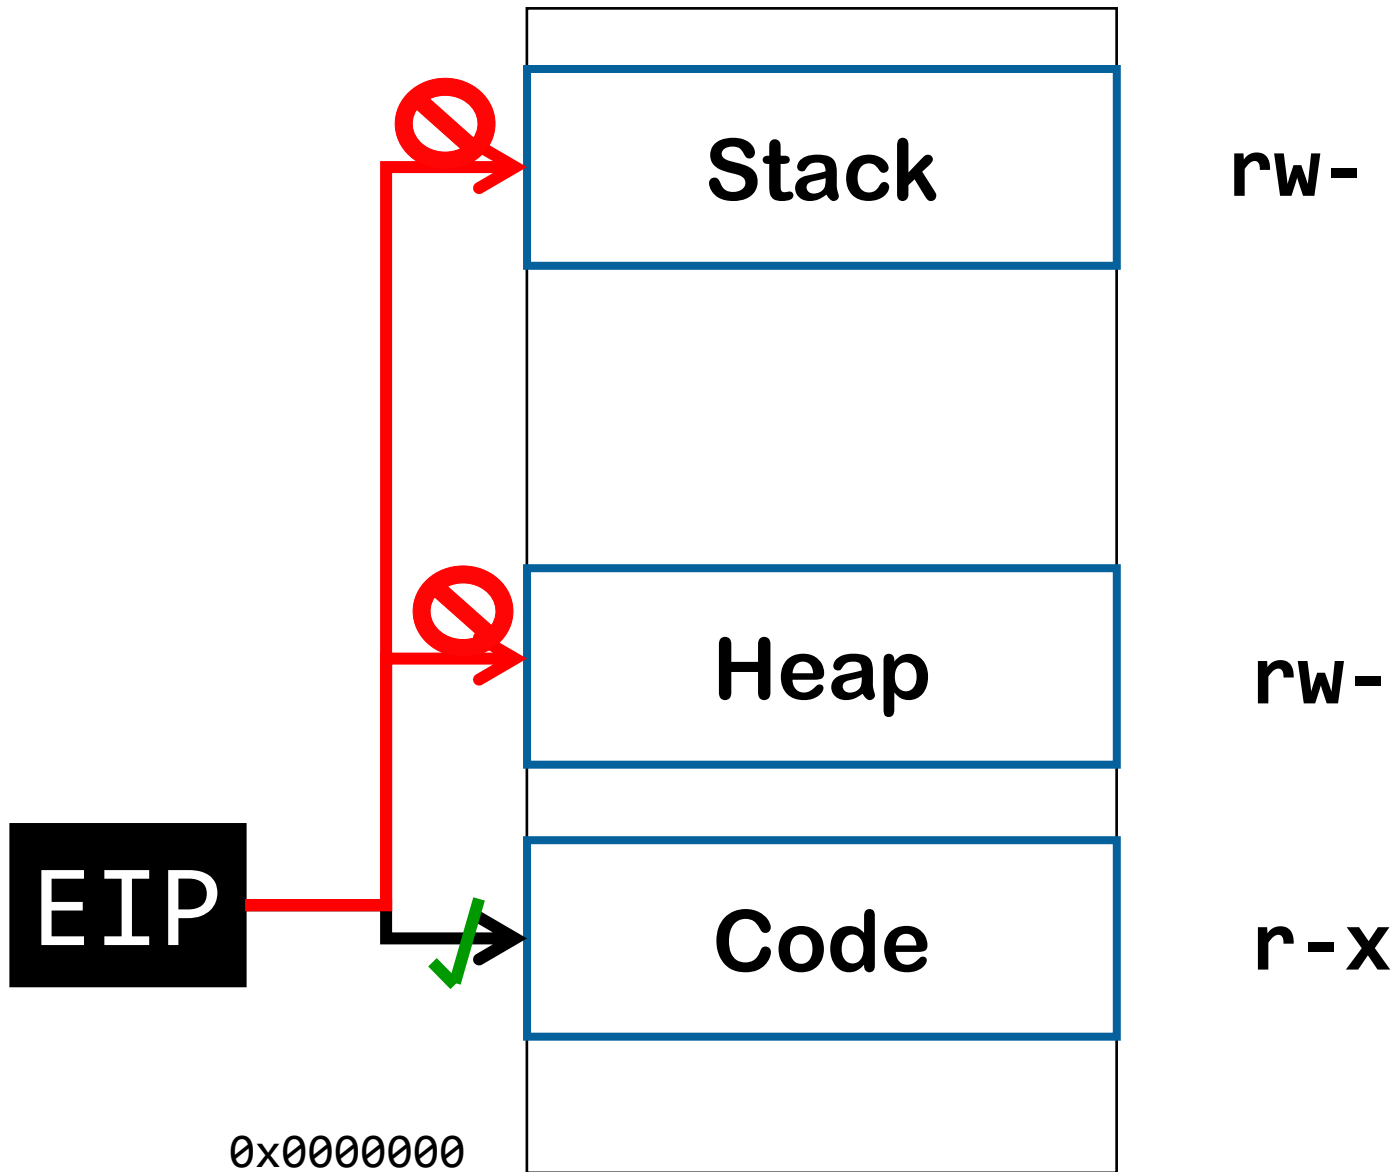 Stack rw-
Heap rw-
EIP
Code r-x
0x0000000